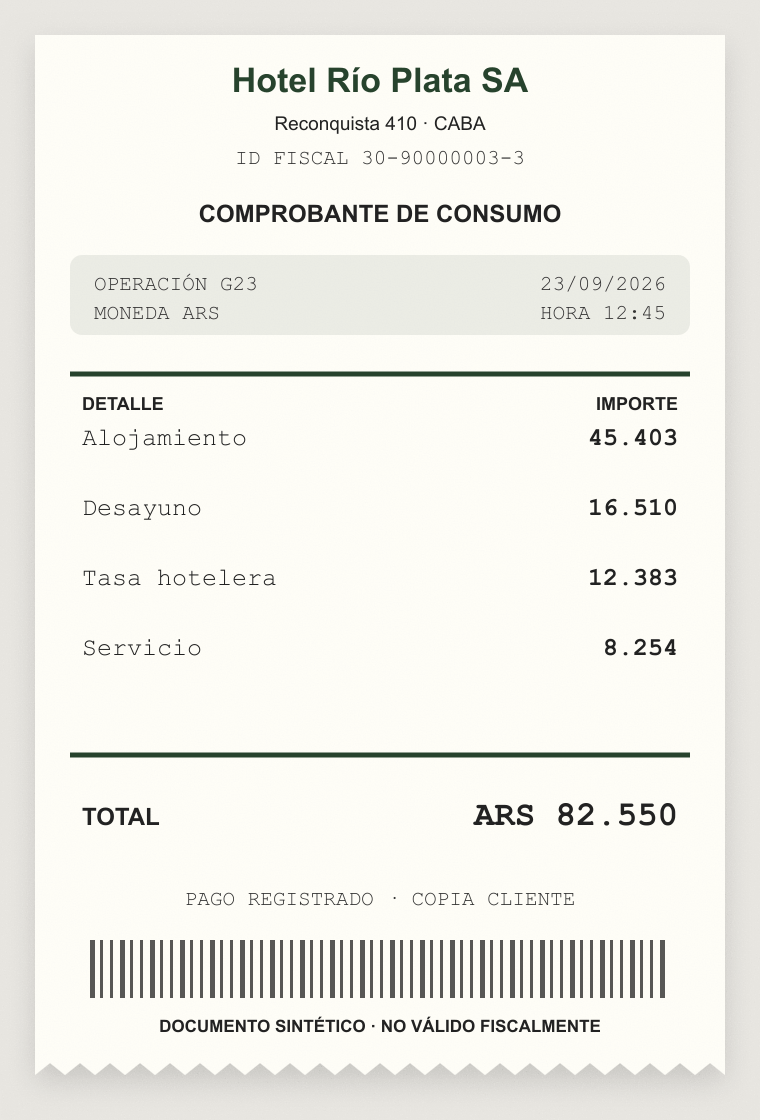 Hotel Río Plata SA
Reconquista 410 · CABA
ID FISCAL 30-90000003-3
COMPROBANTE DE CONSUMO
OPERACIÓN G23 23/09/2026
MONEDA ARS HORA 12:45
DETALLE IMPORTE
Alojamiento 45.403
Desayuno 16.510
Tasa hotelera 12.383
Servicio 8.254
TOTAL ARS 82.550
PAGO REGISTRADO · COPIA CLIENTE
DOCUMENTO SINTÉTICO · NO VÁLIDO FISCALMENTE